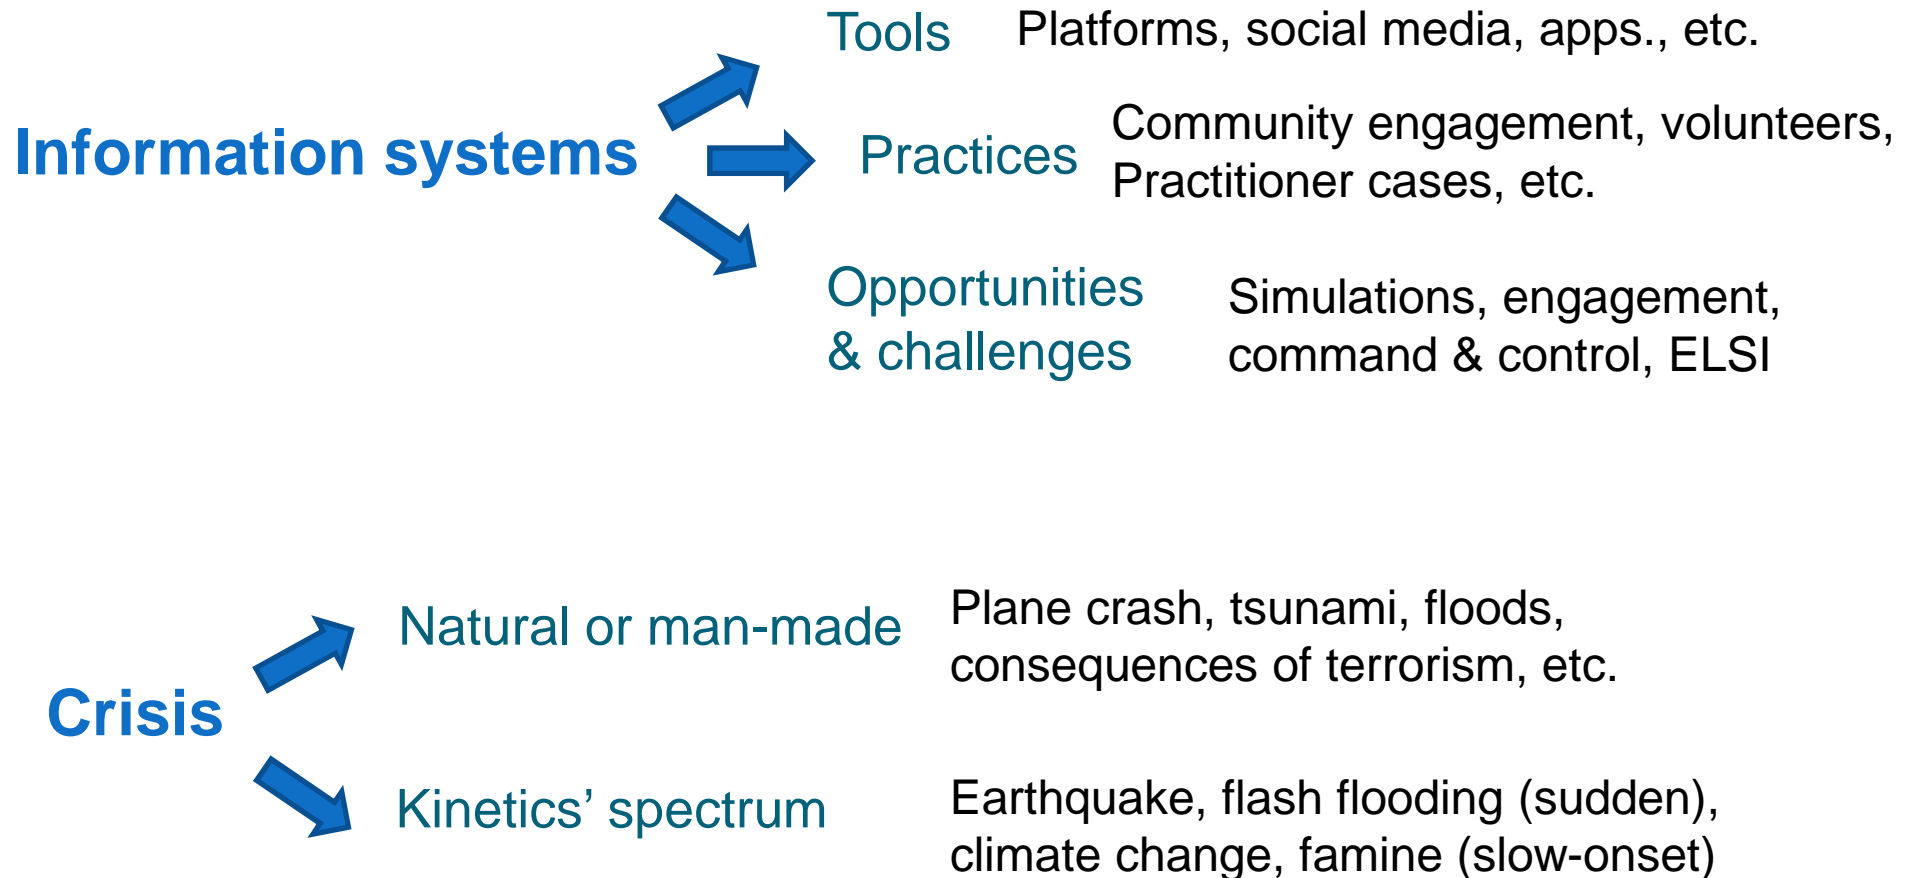 Tools Platforms, social media, apps., etc.
Information systems
Practices
Community engagement, volunteers,
Practitioner cases, etc.
Opportunities
& challenges
Simulations, engagement,
command & control, ELSI
Crisis
Natural or man-made
Plane crash, tsunami, floods,
consequences of terrorism, etc.
Kinetics’ spectrum
Earthquake, flash flooding (sudden),
climate change, famine (slow-onset)